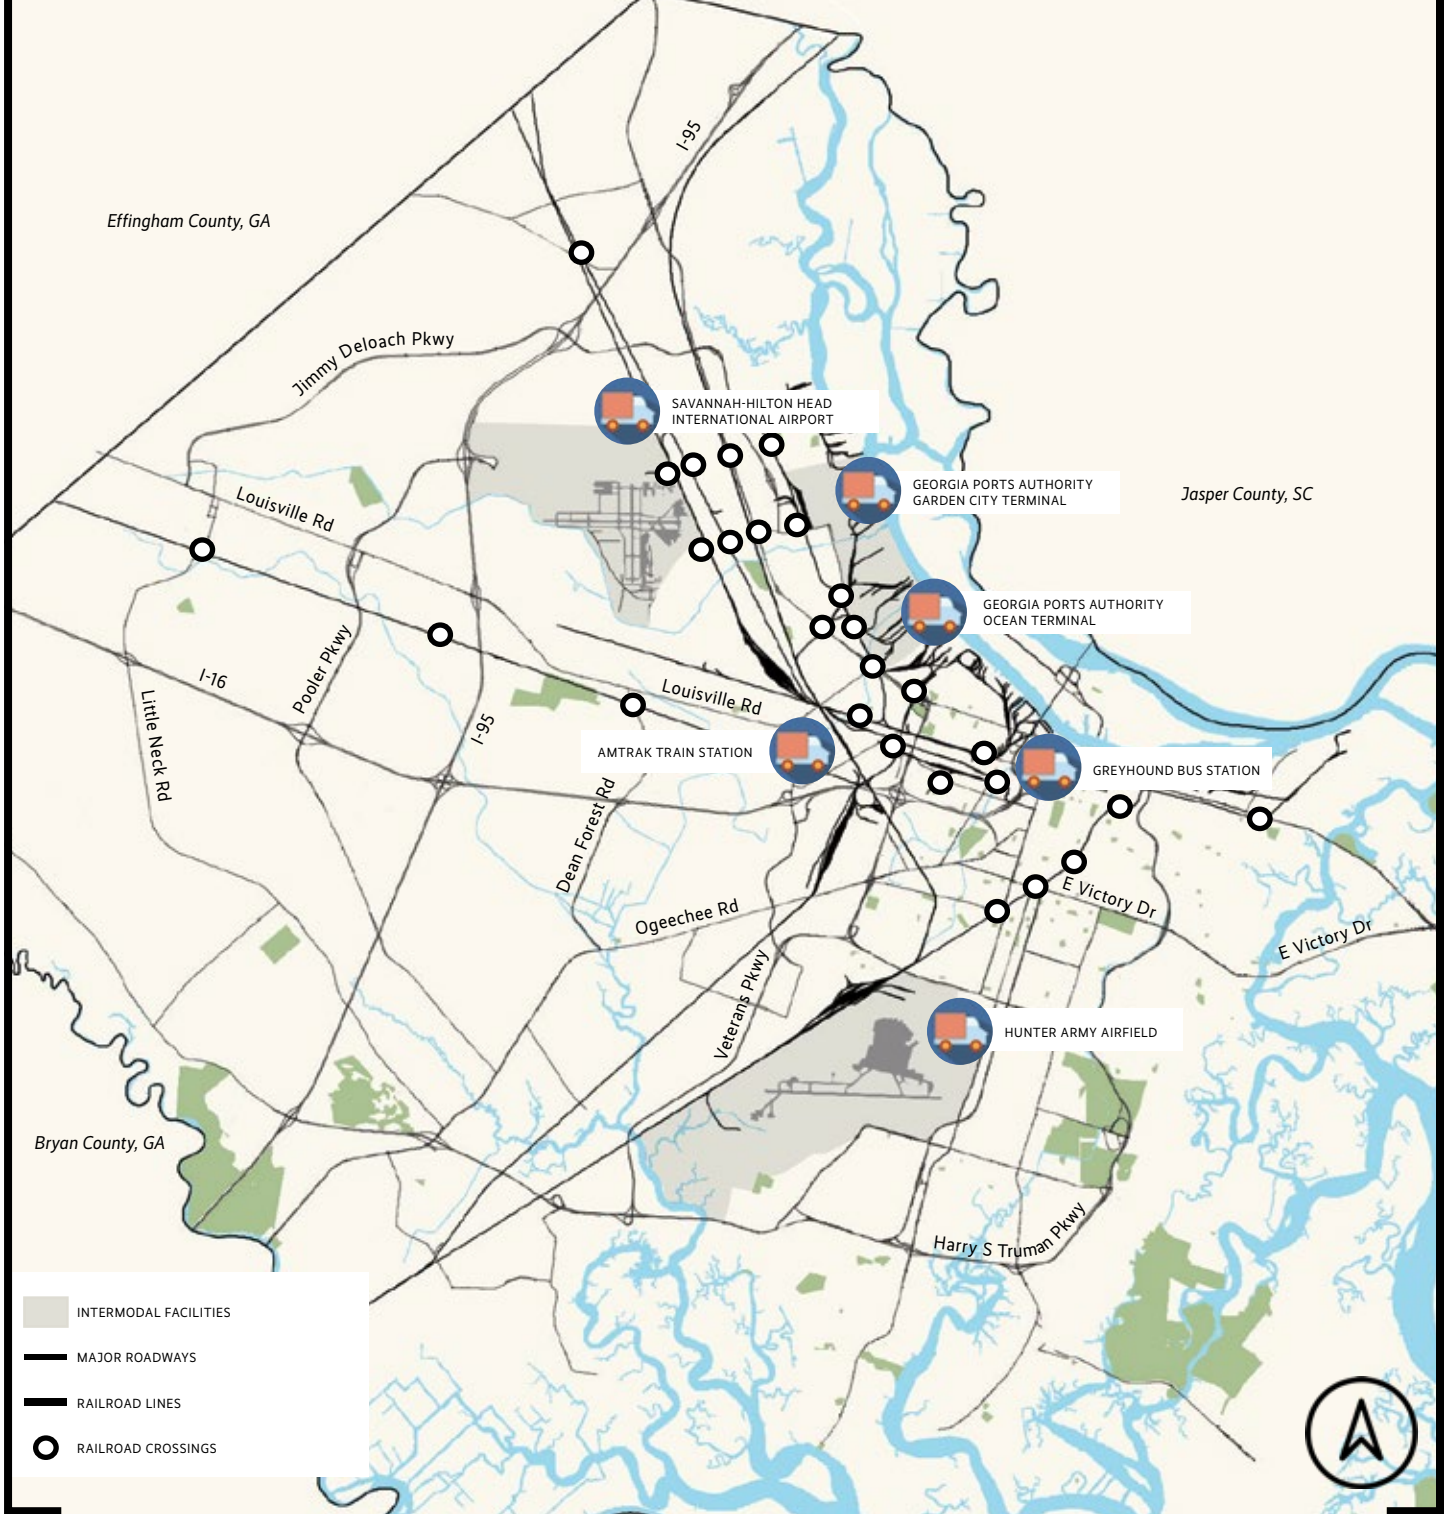 I-95
Effingham County, GA
Jimmy Deloach Pkwy
SAVANNAH-HILTON HEAD
INTERNATIONAL AIRPORT
GEORGIA PORTS AUTHORITY
GARDEN CITY TERMINAL
Jasper County, SC
Louisville Rd
GEORGIA PORTS AUTHORITY
OCEAN TERMINAL
Pooler Pkwy
I-16
Louisville Rd
Little Neck Rd
I-95
AMTRAK TRAIN STATION
GREYHOUND BUS STATION
Dean Forest Rd
E Victory Dr
Ogeechee Rd
E Victory Dr
Veterans Pkwy
HUNTER ARMY AIRFIELD
Bryan County, GA
Harry S Truman Pkwy
INTERMODAL FACILITIES
MAJOR ROADWAYS
RAILROAD LINES
RAILROAD CROSSINGS